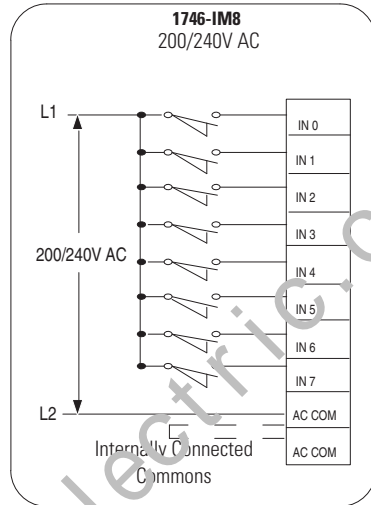 1746-IM8
200/240V AC
L1
IN 0
IN 1
IN 2
IN 3
200/240V AC
IN 4
IN 5
IN 6
IN 7
L2
AC COM
Internally Connected
Commons
AC COM